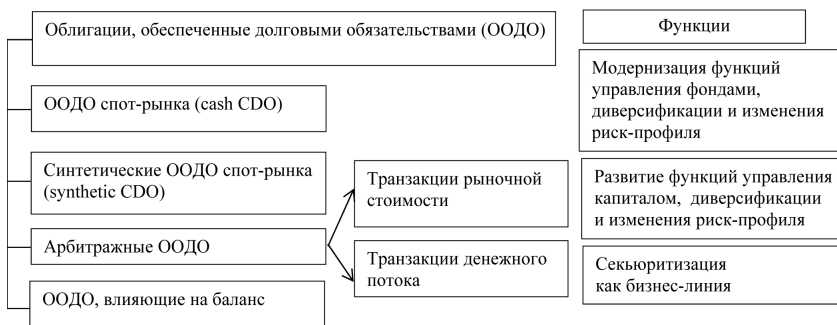 Облигации, обеспеченные долговыми обязательствами (ООДО)
ООДО спот-рынка (cash CDO)
Синтетические ООДО спот-рынка
(synthetic CDO)
Арбитражные ООДО
ООДО, влияющие на баланс
Транзакции рыночной
стоимости
Транзакции денежного
потока
Функции
Модернизация функций
управления фондами,
диверсификации и изменения
риск-профиля
Развитие функций управления
капиталом, диверсификации
и изменения риск-профиля
Секьюритизация
как бизнес-линия